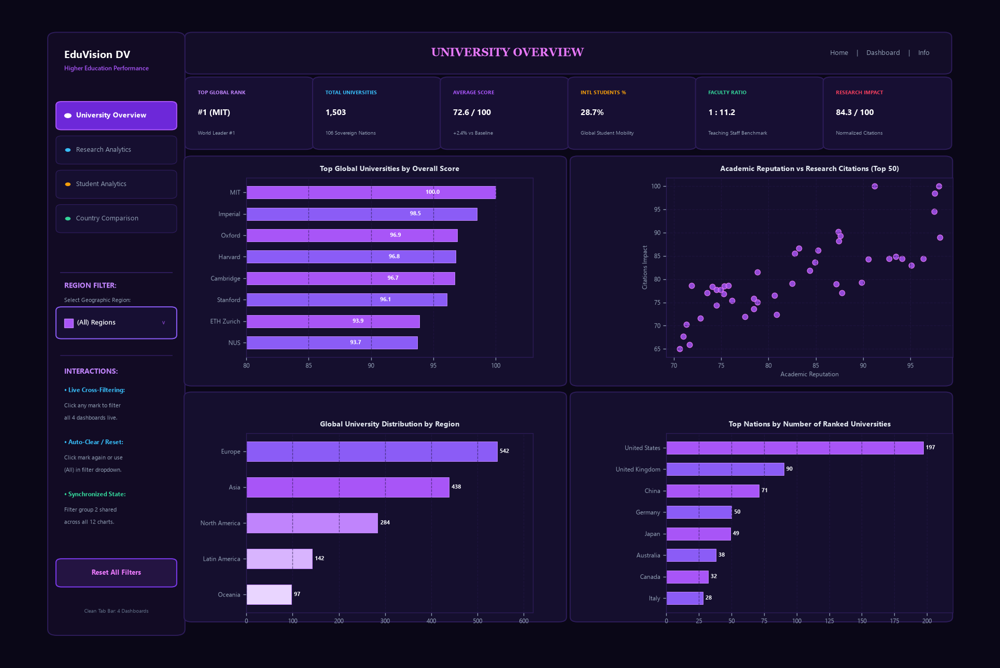 EduVision DV
Higher Education Performance
University Overview
Research Analytics
Student Analytics
Country Comparison
REGION FILTER:
Select Geographic Region:
(All) Regions v
INTERACTIONS:
• Live Cross-Filtering:
Click any mark to filter
all 4 dashboards live.
• Auto-Clear / Reset:
Click mark again or use
(All) in filter dropdown.
• Synchronized State:
Filter group 2 shared
across all 12 charts.
Reset All Filters
Clean Tab Bar: 4 Dashboards
UNIVERSITY OVERVIEW
Home | Dashboard | Info
TOP GLOBAL RANK
#1 (MIT)
World Leader #1
TOTAL UNIVERSITIES
1,503
106 Sovereign Nations
AVERAGE SCORE
72.6 / 100
+2.4% vs Baseline
INTL STUDENTS %
28.7%
Global Student Mobility
FACULTY RATIO
1 : 11.2
Teaching Staff Benchmark
RESEARCH IMPACT
84.3 / 100
Normalized Citations
Top Global Universities by Overall Score
MIT 100.0
Imperial 98.5
Oxford 96.9
Harvard 96.8
Cambridge 96.7
Stanford 96.1
ETH Zurich 93.9
NUS 93.7
80 85 90 95 100
Academic Reputation vs Research Citations (Top 50)
Citations Impact
100
95
90
85
80
75
70
65
70 75 80 85 90 95
Academic Reputation
Global University Distribution by Region
Europe 542
Asia 438
North America 284
Latin America 142
Oceania 97
0 100 200 300 400 500 600
Top Nations by Number of Ranked Universities
United States 197
United Kingdom 90
China 71
Germany 50
Japan 49
Australia 38
Canada 32
Italy 28
0 25 50 75 100 125 150 175 200